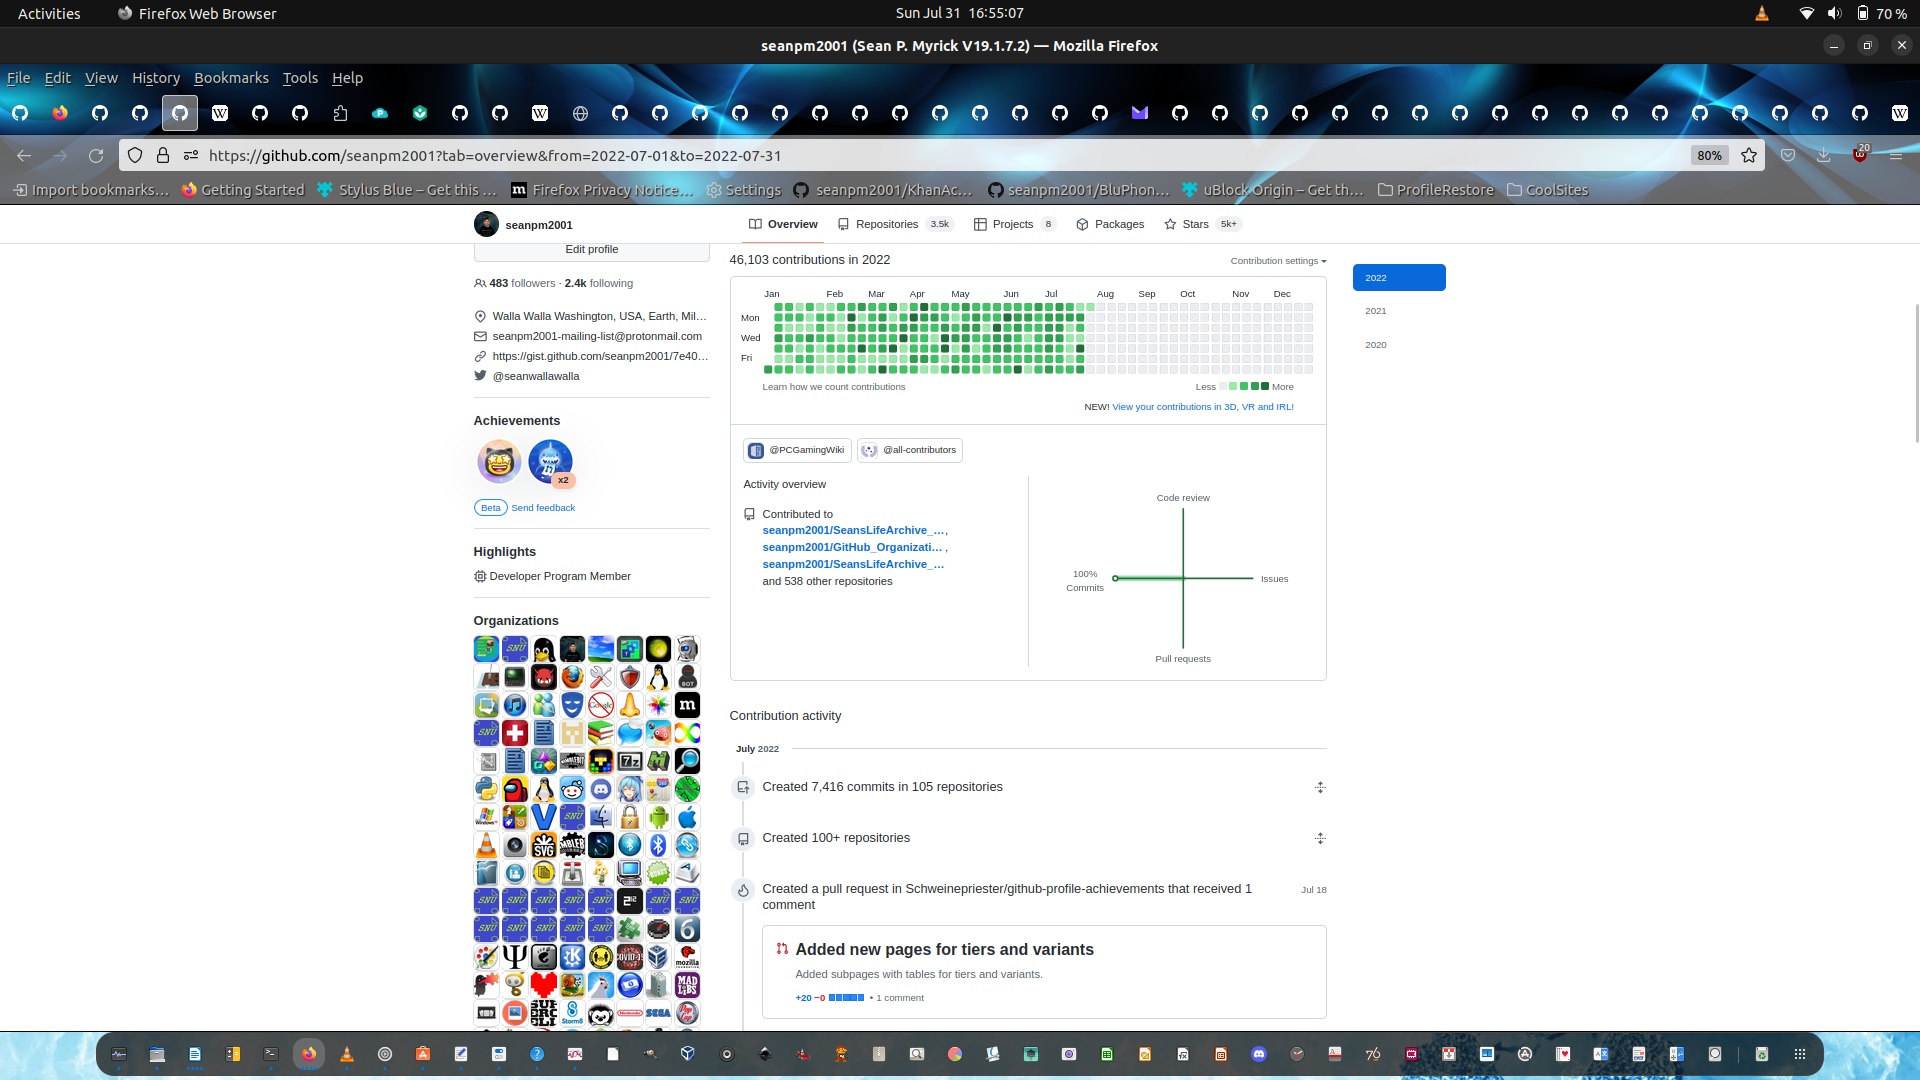 Activities
Firefox Web Browser
Sun Jul 31 16:55:07
70 %
seanpm2001 (Sean P. Myrick V19.1.7.2) — Mozilla Firefox
File Edit View History Bookmarks Tools Help
https://github.com/seanpm2001?tab=overview&from=2022-07-01&to=2022-07-31
80%
20
Import bookmarks…
Getting Started
Stylus Blue – Get this …
Firefox Privacy Notice…
Settings
seanpm2001/KhanAc…
seanpm2001/BluPhon…
uBlock Origin – Get th…
ProfileRestore
CoolSites
seanpm2001
Overview
Repositories 3.5k
Projects 8
Packages
Stars 5k+
Edit profile
483 followers · 2.4k following
Walla Walla Washington, USA, Earth, Mil…
seanpm2001-mailing-list@protonmail.com
https://gist.github.com/seanpm2001/7e40…
@seanwallawalla
Achievements
x2
Beta Send feedback
Highlights
Developer Program Member
Organizations
46,103 contributions in 2022
Contribution settings
Jan Feb Mar Apr May Jun Jul Aug Sep Oct Nov Dec
Mon
Wed
Fri
Learn how we count contributions
Less More
NEW! View your contributions in 3D, VR and IRL!
@PCGamingWiki
@all-contributors
Activity overview
Contributed to
seanpm2001/SeansLifeArchive_…,
seanpm2001/GitHub_Organizati… ,
seanpm2001/SeansLifeArchive_…
and 538 other repositories
Code review
100%
Commits
Issues
Pull requests
2022
2021
2020
Contribution activity
July 2022
Created 7,416 commits in 105 repositories
Created 100+ repositories
Created a pull request in Schweinepriester/github-profile-achievements that received 1
comment
Jul 18
Added new pages for tiers and variants
Added subpages with tables for tiers and variants.
+20 −0 • 1 comment